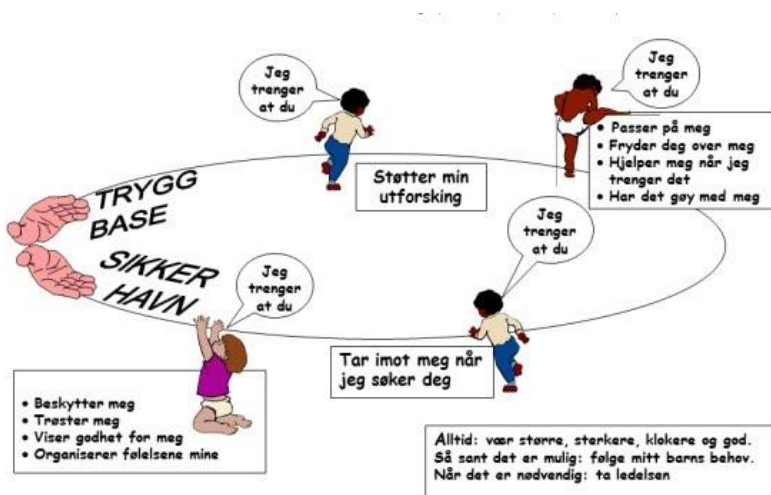 Jeg
trenger
at du
Jeg
trenger
at du
• Passer på meg
• Fryder deg over meg
• Hjelper meg når jeg
trenger det
• Har det gøy med meg
Støtter min
utforsking
TRYGG
BASE
SIKKER
HAVN
Jeg
trenger
at du
Jeg
trenger
at du
Tar imot meg når
jeg søker deg
• Beskytter meg
• Trøster meg
• Viser godhet for meg
• Organiserer følelsene mine
Alltid: vær større, sterkere, klokere og god.
Så sant det er mulig: følge mitt barns behov.
Når det er nødvendig: ta ledelsen